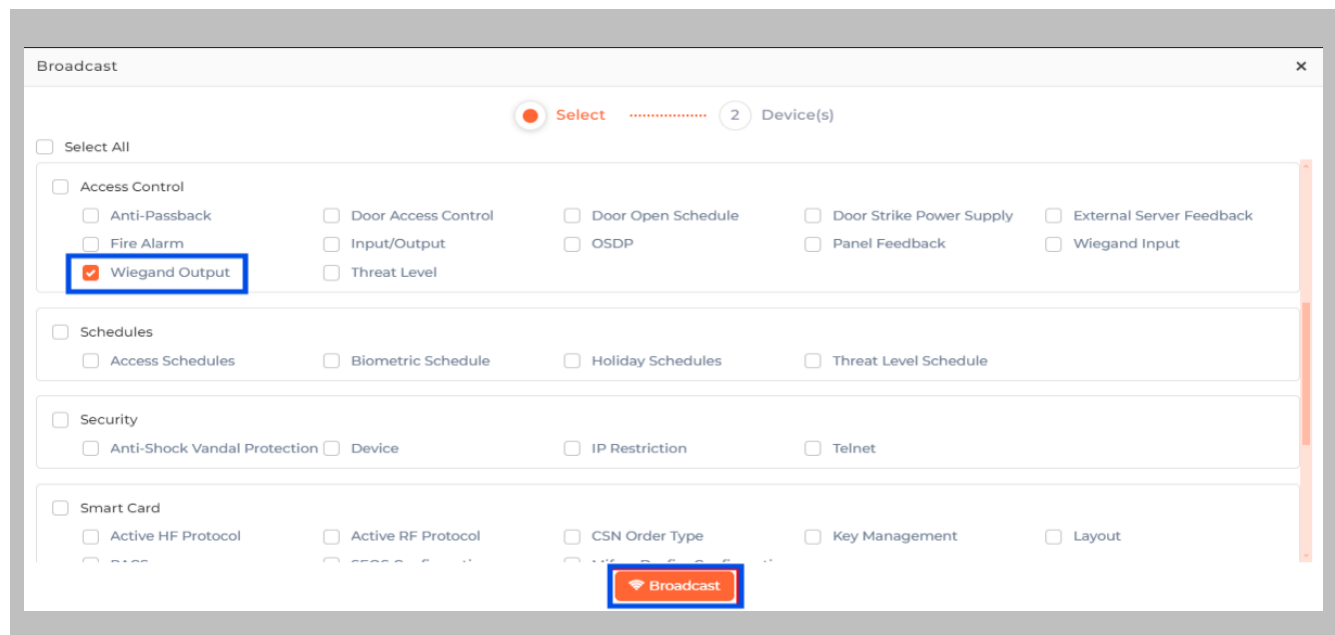 Broadcast ×
Select 2 Device(s)
Select All
Access Control
Anti-Passback Door Access Control Door Open Schedule Door Strike Power Supply External Server Feedback
Fire Alarm Input/Output OSDP Panel Feedback Wiegand Input
Wiegand Output Threat Level
Schedules
Access Schedules Biometric Schedule Holiday Schedules Threat Level Schedule
Security
Anti-Shock Vandal Protection Device IP Restriction Telnet
Smart Card
Active HF Protocol Active RF Protocol CSN Order Type Key Management Layout
Broadcast